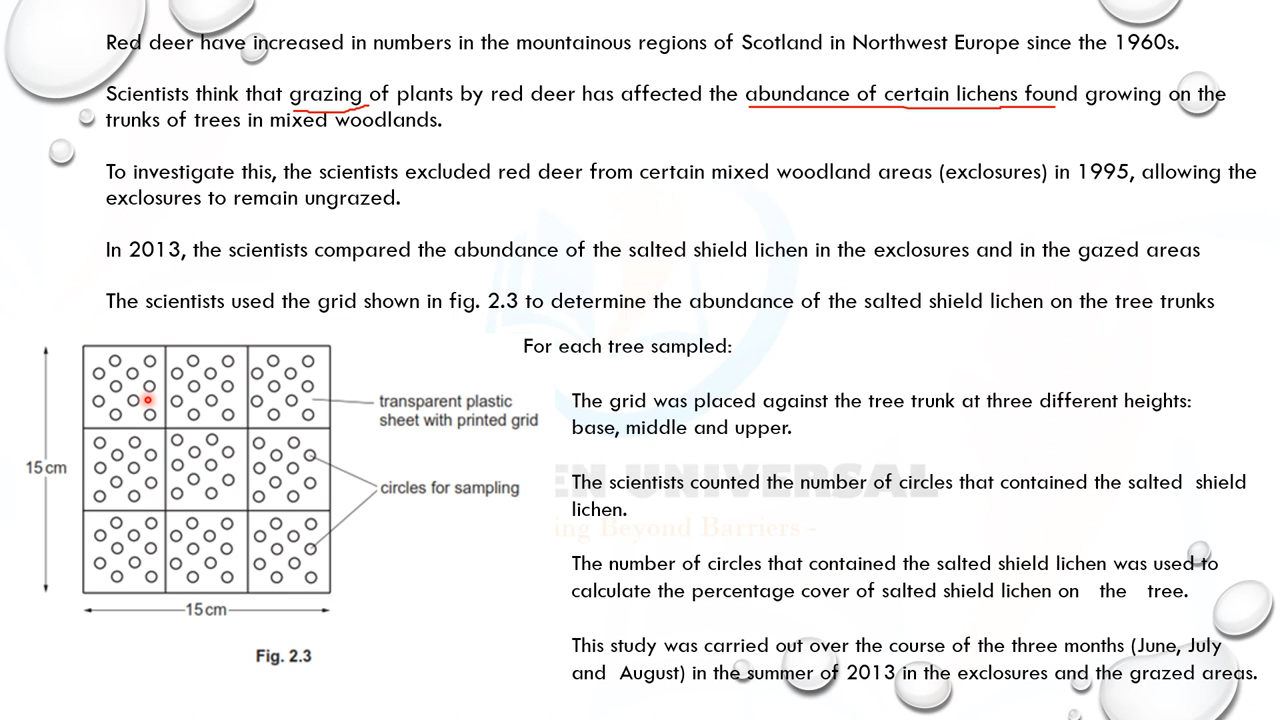 Red deer have increased in numbers in the mountainous regions of Scotland in Northwest Europe since the 1960s.
Scientists think that grazing of plants by red deer has affected the abundance of certain lichens found growing on the
trunks of trees in mixed woodlands.
To investigate this, the scientists excluded red deer from certain mixed woodland areas (exclosures) in 1995, allowing the
exclosures to remain ungrazed.
In 2013, the scientists compared the abundance of the salted shield lichen in the exclosures and in the gazed areas
The scientists used the grid shown in fig. 2.3 to determine the abundance of the salted shield lichen on the tree trunks
For each tree sampled:
transparent plastic
sheet with printed grid
15 cm
circles for sampling
15 cm
Fig. 2.3
The grid was placed against the tree trunk at three different heights:
base, middle and upper.
The scientists counted the number of circles that contained the salted shield
lichen.
The number of circles that contained the salted shield lichen was used to
calculate the percentage cover of salted shield lichen on the tree.
This study was carried out over the course of the three months (June, July
and August) in the summer of 2013 in the exclosures and the grazed areas.
UNIVERSAL
Beyond Barriers -